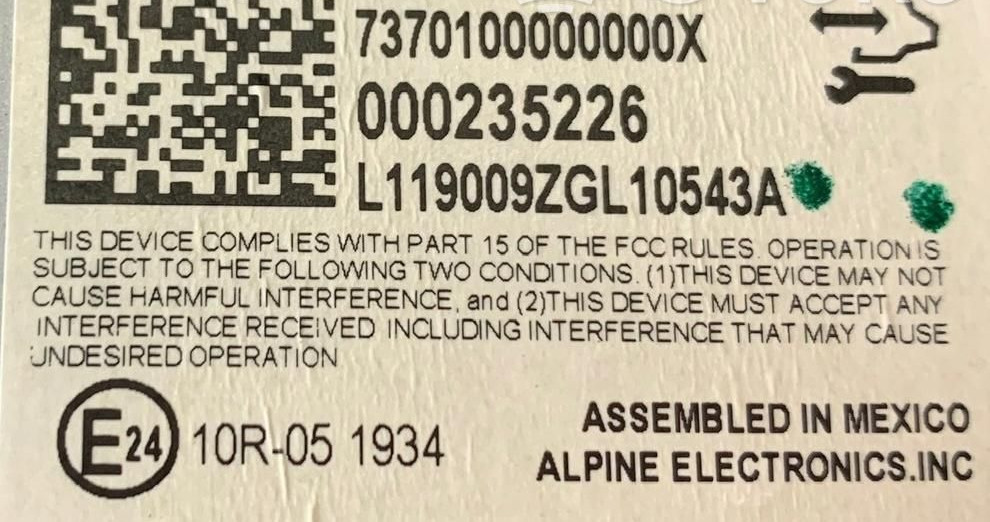 7370100000000X
000235226
L119009ZGL10543A
THIS DEVICE COMPLIES WITH PART 15 OF THE FCC RULES. OPERATION IS
SUBJECT TO THE FOLLOWING TWO CONDITIONS. (1)THIS DEVICE MAY NOT
CAUSE HARMFUL INTERFERENCE, and (2)THIS DEVICE MUST ACCEPT ANY
INTERFERENCE RECEIVED INCLUDING INTERFERENCE THAT MAY CAUSE
UNDESIRED OPERATION
E24 10R-05 1934
ASSEMBLED IN MEXICO
ALPINE ELECTRONICS.INC